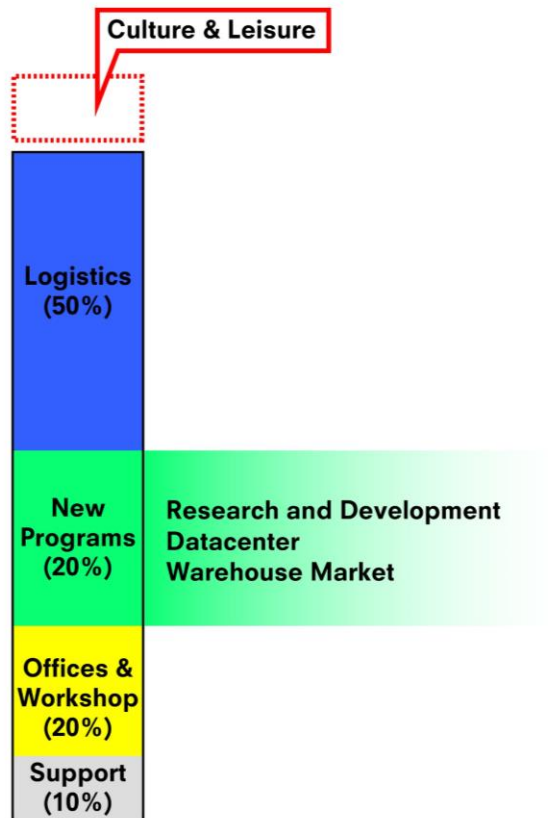 Culture & Leisure
Logistics
(50%)
New
Programs
(20%)
Research and Development
Datacenter
Warehouse Market
Offices &
Workshop
(20%)
Support
(10%)